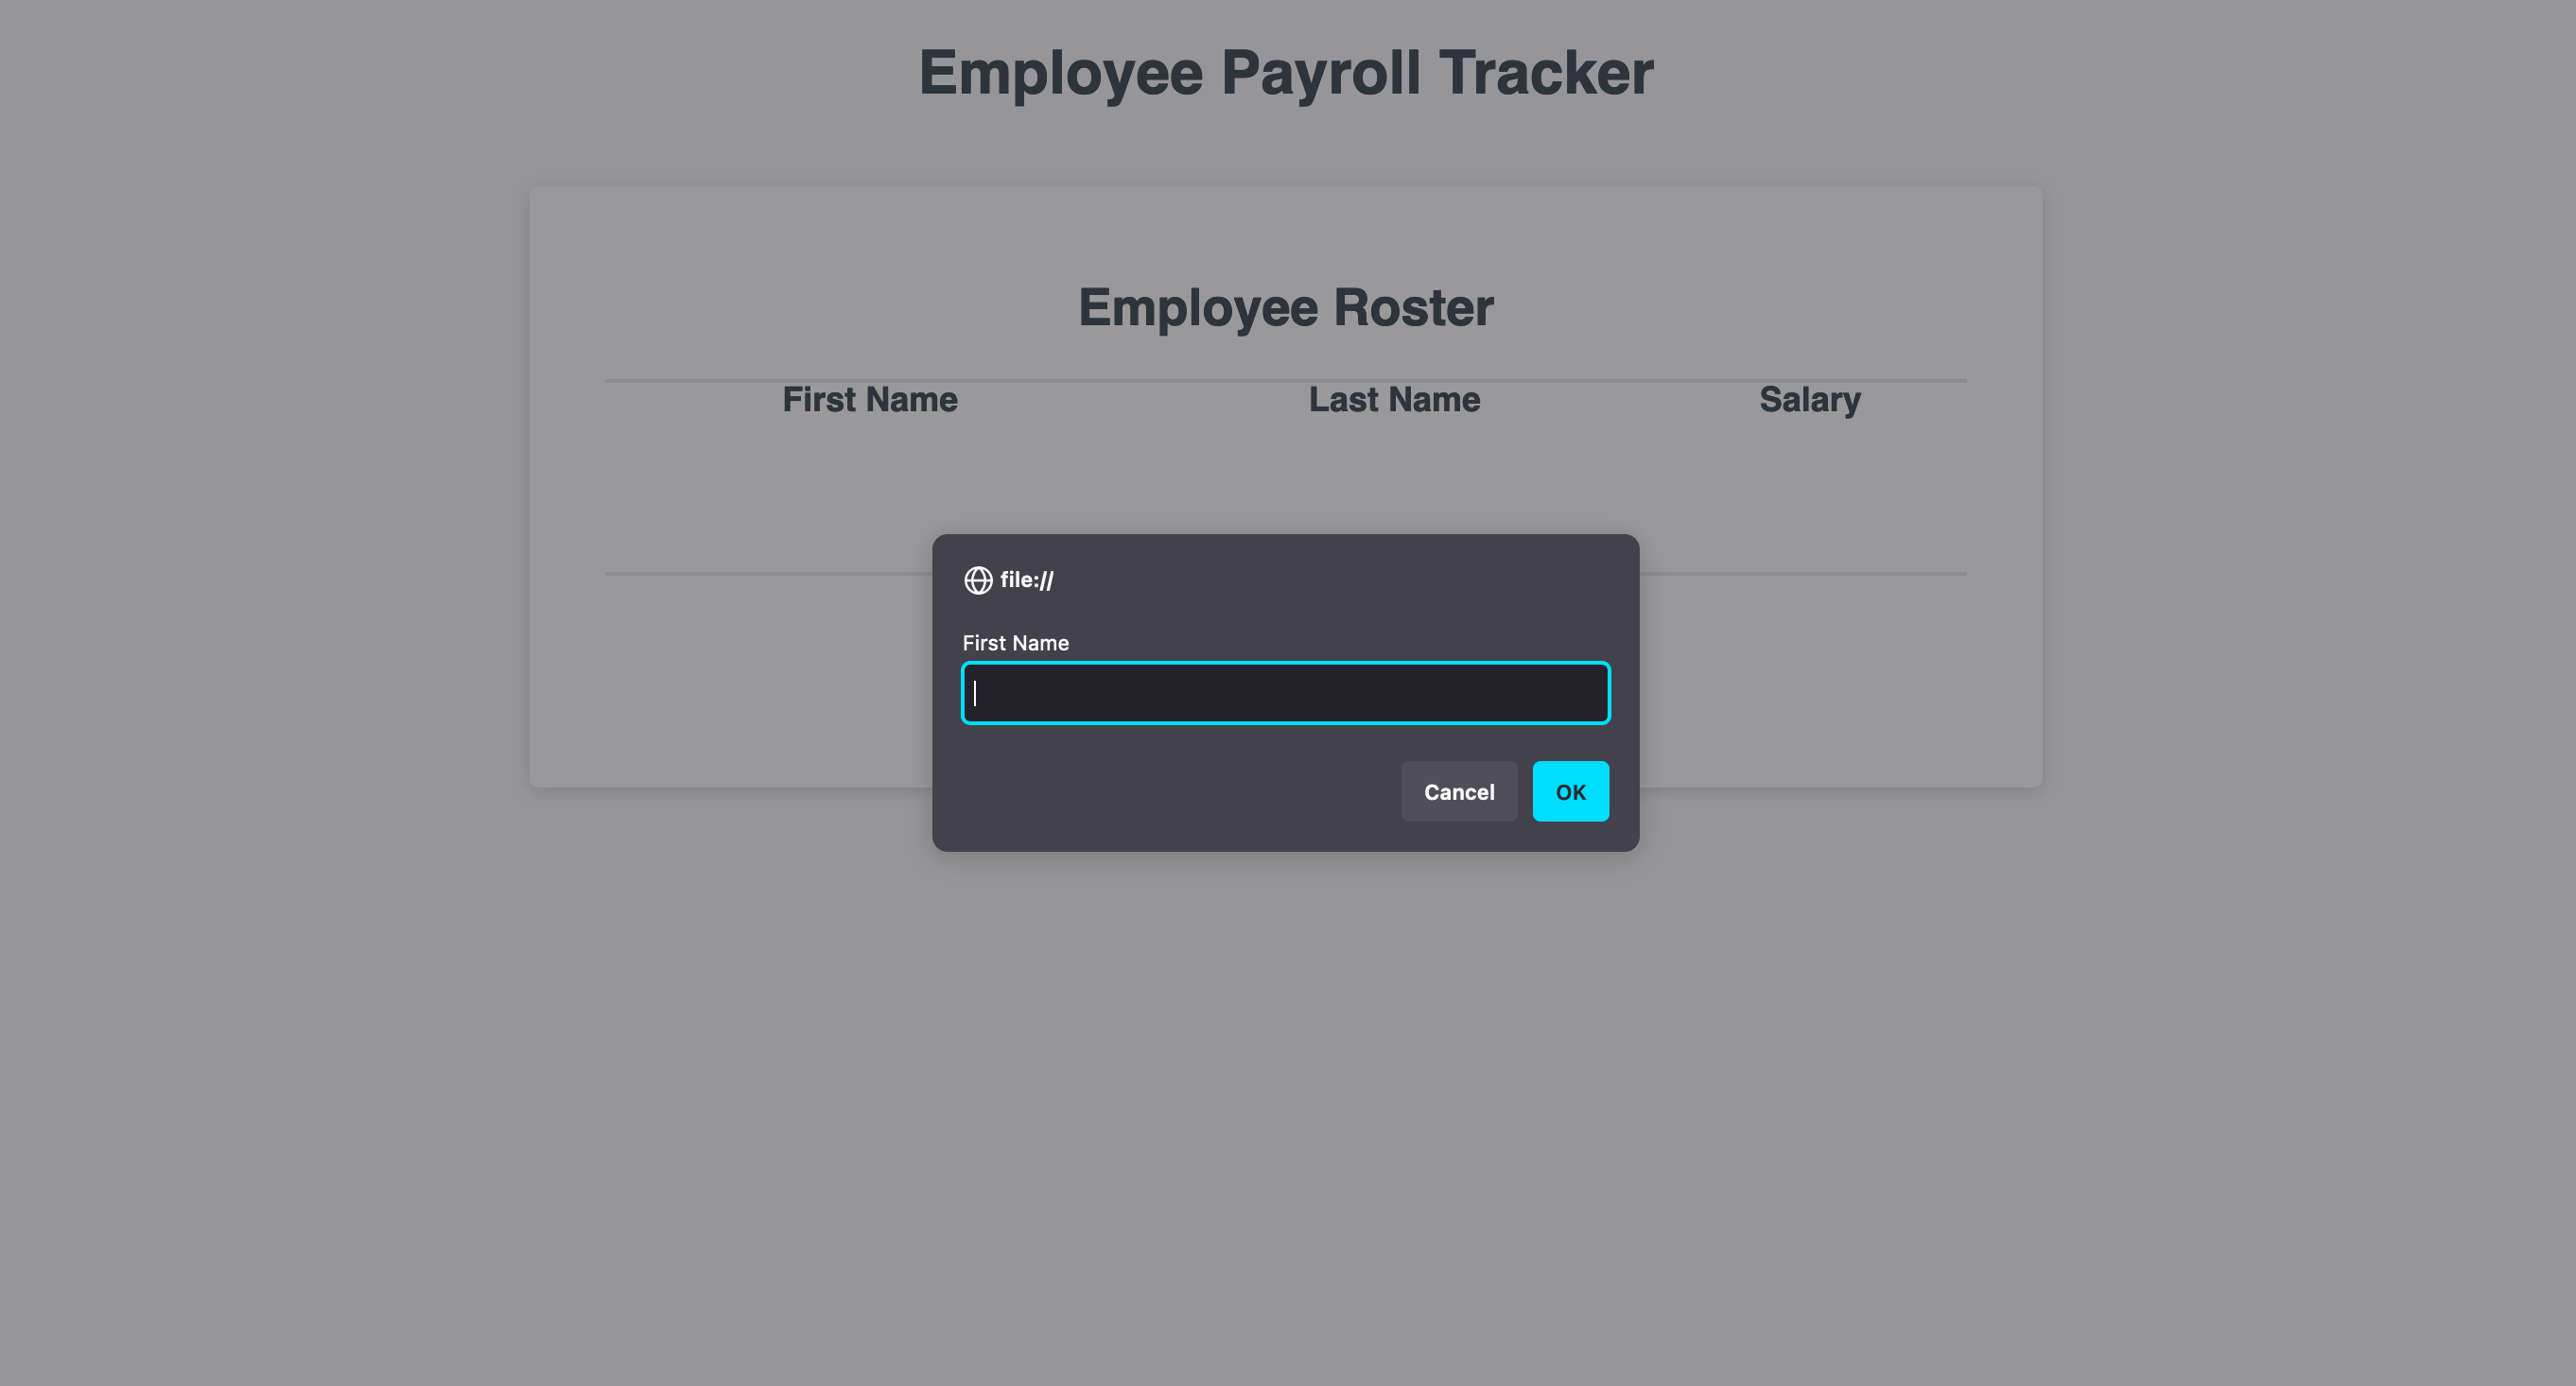 Employee Payroll Tracker
Employee Roster
First Name Last Name Salary
file://
First Name
Cancel OK